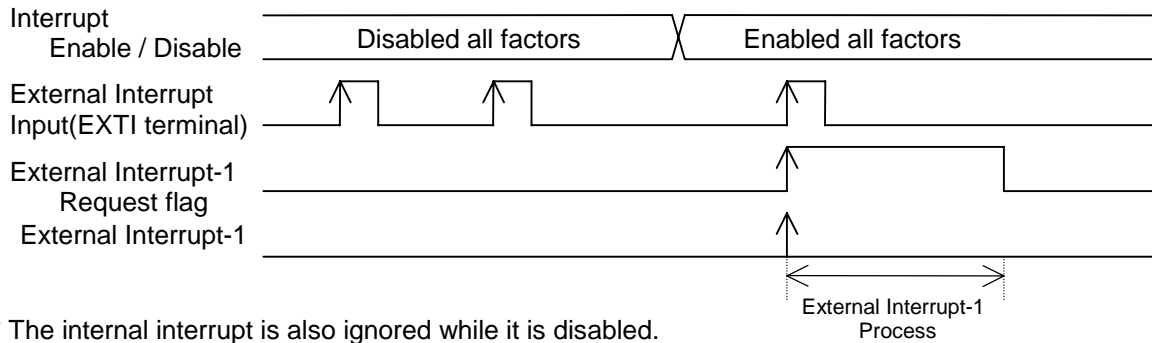 Interrupt
Enable / Disable
Disabled all factors
Enabled all factors
External Interrupt
Input(EXTI terminal)
External Interrupt-1
Request flag
External Interrupt-1
External Interrupt-1
Process
The internal interrupt is also ignored while it is disabled.